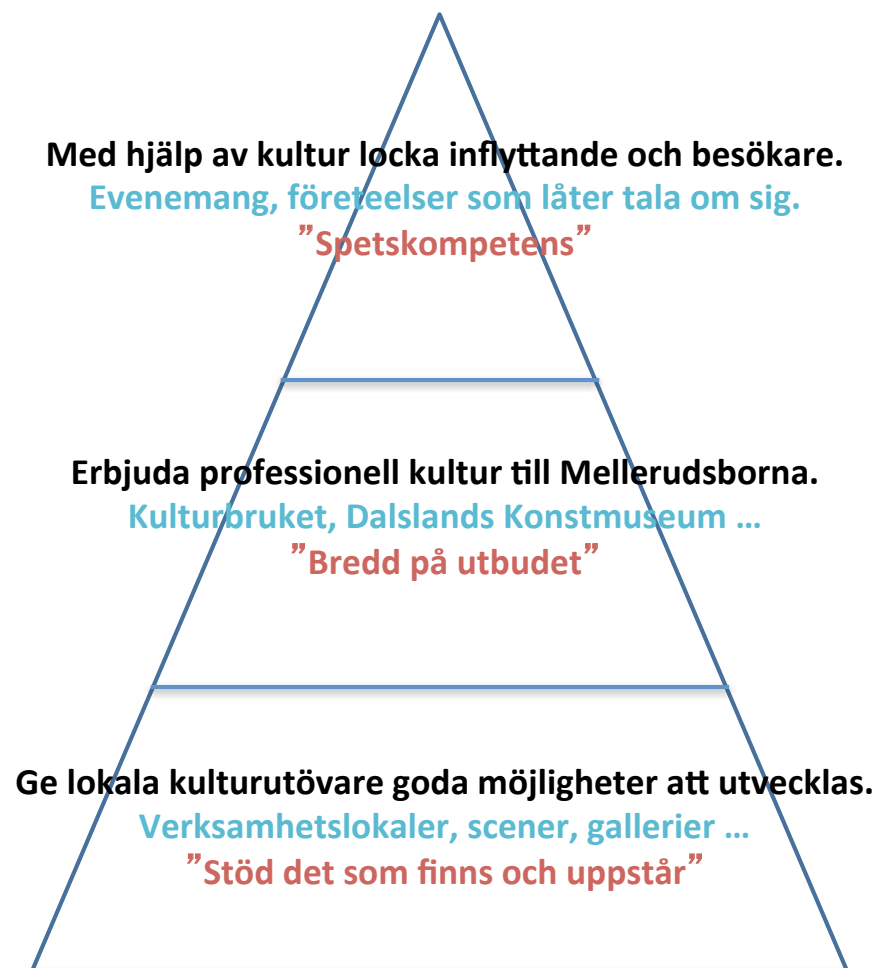 Med hjälp av kultur locka inflyttande och besökare.
Evenemang, företeelser som låter tala om sig.
”Spetskompetens”
Erbjuda professionell kultur till Mellerudsborna.
Kulturbruket, Dalslands Konstmuseum …
”Bredd på utbudet”
Ge lokala kulturutövare goda möjligheter att utvecklas.
Verksamhetslokaler, scener, gallerier …
”Stöd det som finns och uppstår”